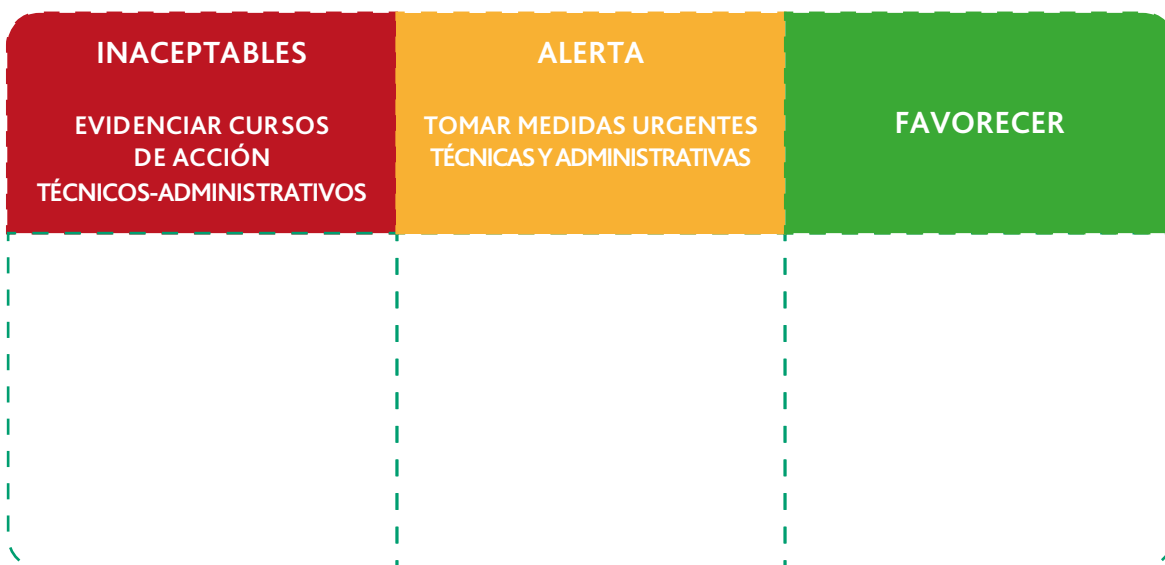 INACEPTABLES
EVIDENCIAR CURSOS
DE ACCIÓN
TÉCNICOS-ADMINISTRATIVOS
ALERTA
TOMAR MEDIDAS URGENTES
TÉCNICAS Y ADMINISTRATIVAS
FAVORECER